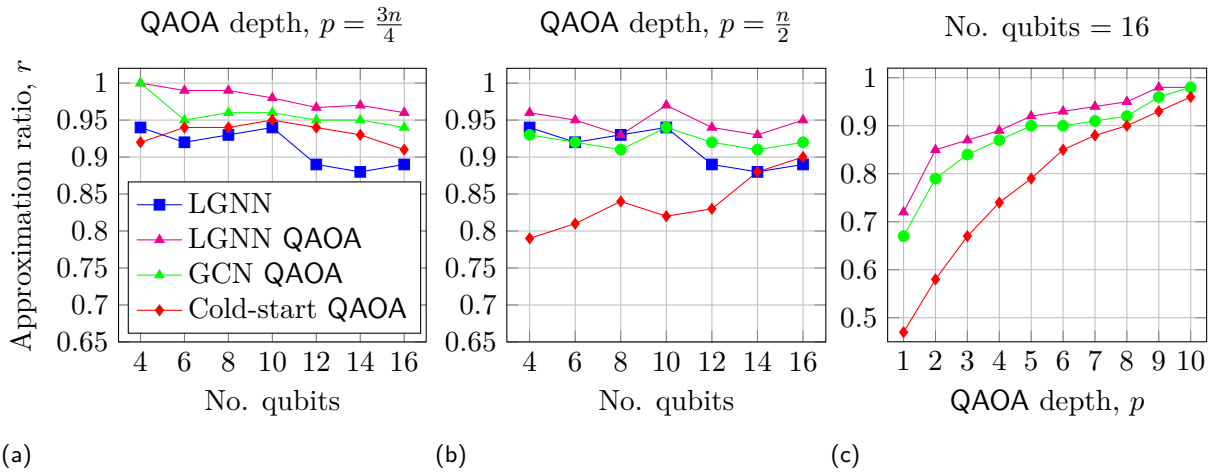 QAOA depth, p = 3n/4
Approximation ratio, r
1
0.95
0.9
0.85
0.8
0.75
0.7
0.65
LGNN
LGNN QAOA
GCN QAOA
Cold-start QAOA
4 6 8 10 12 14 16
No. qubits
(a)
QAOA depth, p = n/2
1
0.95
0.9
0.85
0.8
0.75
0.7
0.65
4 6 8 10 12 14 16
No. qubits
(b)
No. qubits = 16
1
0.9
0.8
0.7
0.6
0.5
1 2 3 4 5 6 7 8 9 10
QAOA depth, p
(c)